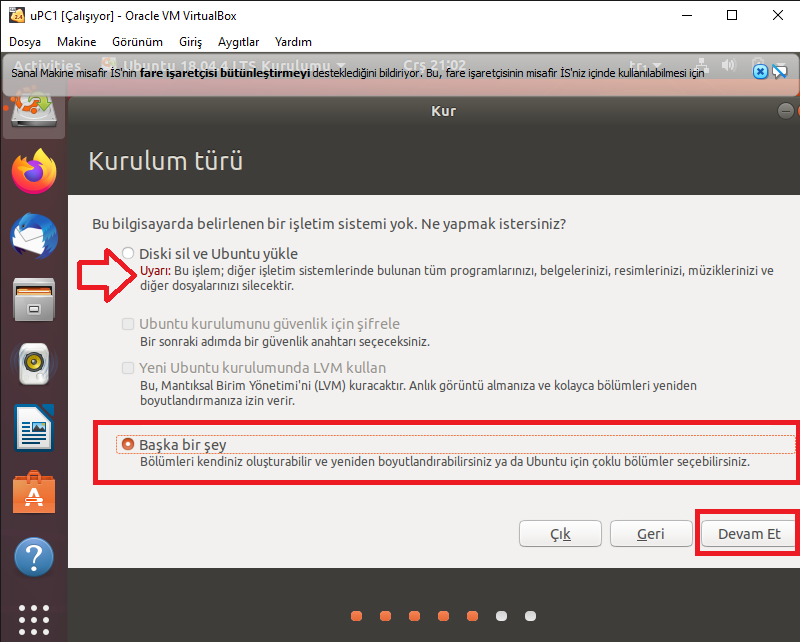 uPC1 [Çalışıyor] - Oracle VM VirtualBox
Dosya Makine Görünüm Giriş Aygıtlar Yardım
Activities Ubuntu 18.04.4 LTS Kurulumu Çrş 21:02 tr
Sanal Makine misafir İS'nin fare işaretçisi bütünleştirmeyi desteklediğini bildiriyor. Bu, fare işaretçisinin misafir İS'niz içinde kullanılabilmesi için
Kur
Kurulum türü
Bu bilgisayarda belirlenen bir işletim sistemi yok. Ne yapmak istersiniz?
Diski sil ve Ubuntu yükle
Uyarı: Bu işlem; diğer işletim sistemlerinde bulunan tüm programlarınızı, belgelerinizi, resimlerinizi, müziklerinizi ve
diğer dosyalarınızı silecektir.
Ubuntu kurulumunu güvenlik için şifrele
Bir sonraki adımda bir güvenlik anahtarı seçeceksiniz.
Yeni Ubuntu kurulumunda LVM kullan
Bu, Mantıksal Birim Yönetimi'ni (LVM) kuracaktır. Anlık görüntü almanıza ve kolayca bölümleri yeniden
boyutlandırmanıza izin verir.
Başka bir şey
Bölümleri kendiniz oluşturabilir ve yeniden boyutlandırabilirsiniz ya da Ubuntu için çoklu bölümler seçebilirsiniz.
Çık Geri Devam Et